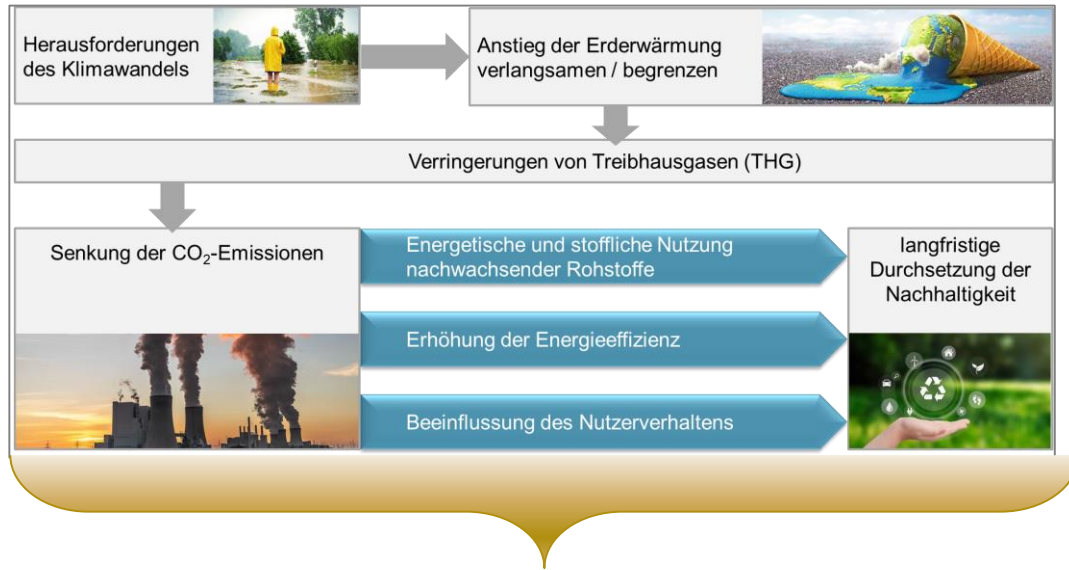 Herausforderungen
des Klimawandels
Anstieg der Erderwärmung
verlangsamen / begrenzen
Verringerungen von Treibhausgasen (THG)
Senkung der CO₂-Emissionen
Energetische und stoffliche Nutzung
nachwachsender Rohstoffe
Erhöhung der Energieeffizienz
Beeinflussung des Nutzerverhaltens
langfristige
Durchsetzung der
Nachhaltigkeit